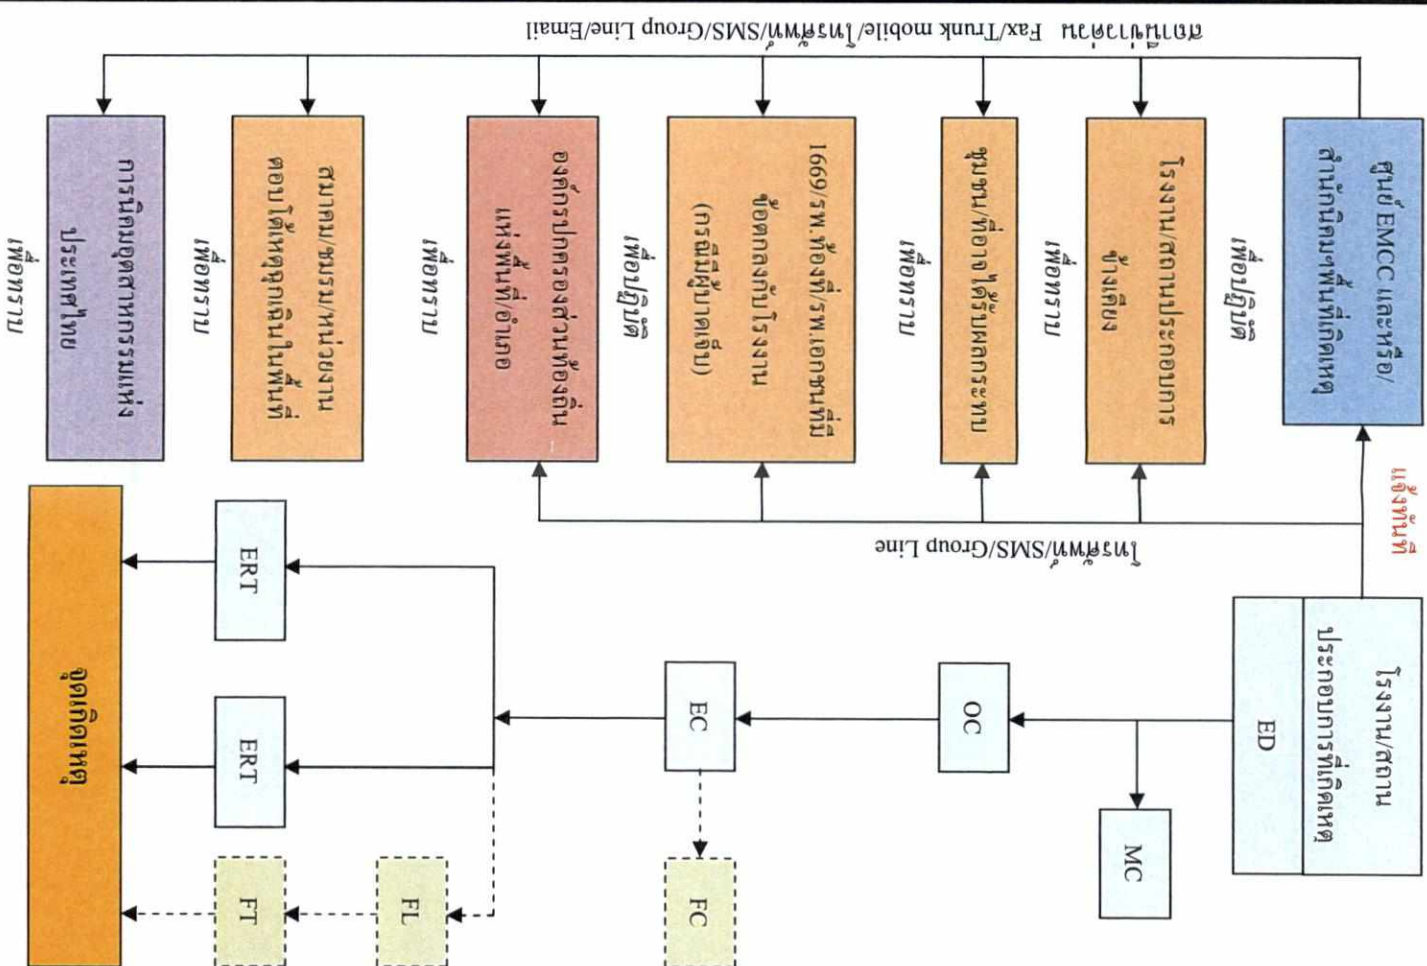 สถานีข่าวด่วน Fax/Trunk mobile/โทรศัพท์/SMS/Group Line/Email
ศูนย์ EMCC และหรือ/
สำนักนิคมฯพื้นที่เกิดเหตุ
เพื่อปฏิบัติ
โรงงาน/สถานประกอบการ
ข้างเคียง
เพื่อทราบ
ชุมชน/ที่อาจได้รับผลกระทบ
เพื่อทราบ
1669/รพ.ท้องที่/รพ.เอกชนที่มี
ข้อตกลงกับโรงงาน
(กรณีมีผู้บาดเจ็บ)
เพื่อปฏิบัติ
องค์กรปกครองส่วนท้องถิ่น
แห่งพื้นที่/อำเภอ
เพื่อทราบ
สมาคม/ชมรม/หน่วยงาน
ตอบโต้เหตุฉุกเฉินในพื้นที่
เพื่อทราบ
การนิคมอุตสาหกรรมแห่ง
ประเทศไทย
เพื่อทราบ
แจ้งทันที
โทรศัพท์/SMS/Group Line
โรงงาน/สถาน
ประกอบการที่เกิดเหตุ
ED
MC
OC
EC
FC
FL
ERT
ERT
FT
จุดเกิดเหตุ